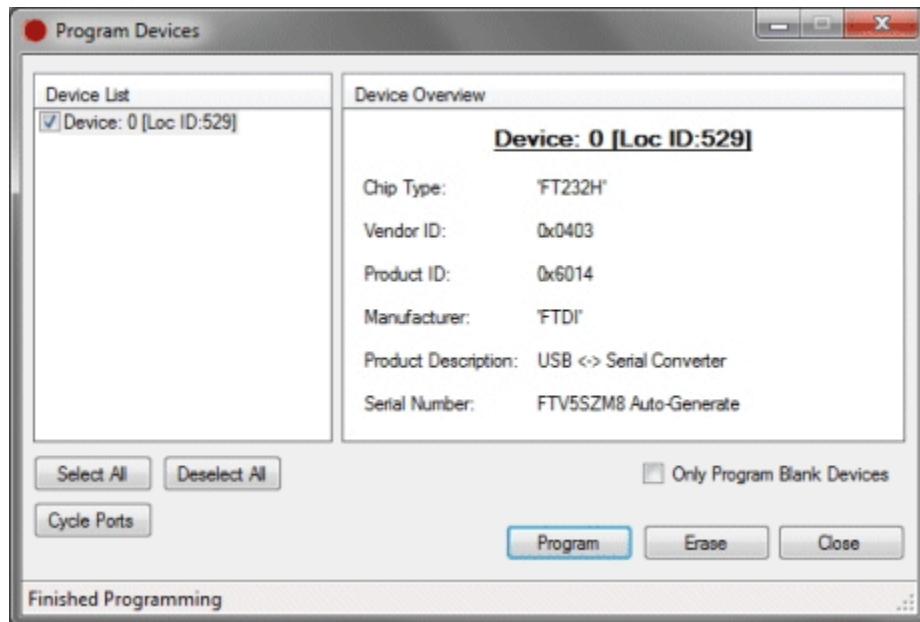 Program Devices
Device List
Device: 0 [Loc ID:529]
Device Overview
Device: 0 [Loc ID:529]
Chip Type: 'FT232H'
Vendor ID: 0x0403
Product ID: 0x6014
Manufacturer: 'FTDI'
Product Description: USB <-> Serial Converter
Serial Number: FTV5SZM8 Auto-Generate
Select All Deselect All
Only Program Blank Devices
Cycle Ports
Program Erase Close
Finished Programming